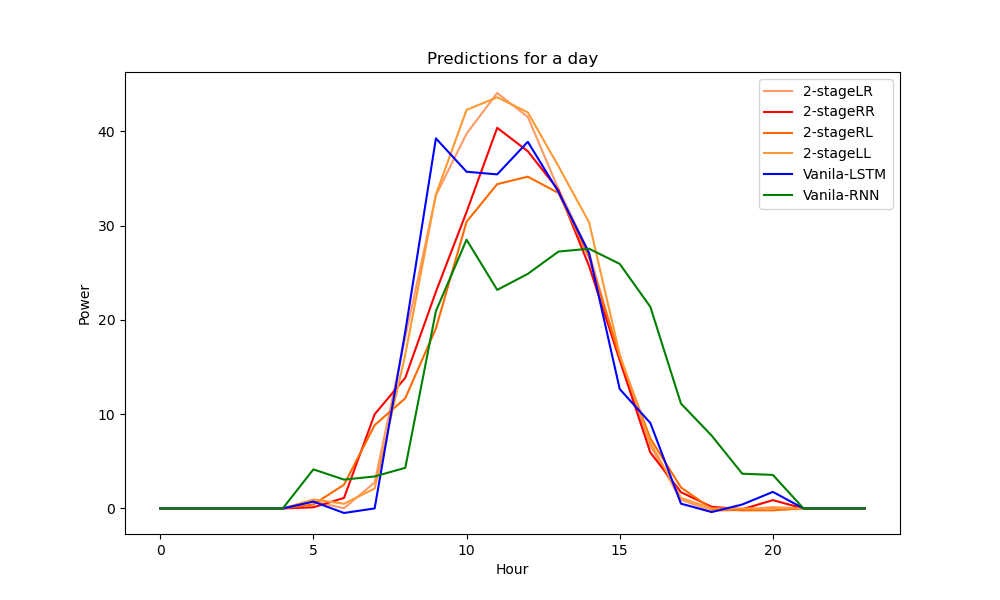 Predictions for a day
2-stageLR
2-stageRR
2-stageRL
2-stageLL
Vanila-LSTM
Vanila-RNN
Power
40
30
20
10
0
0 5 10 15 20
Hour